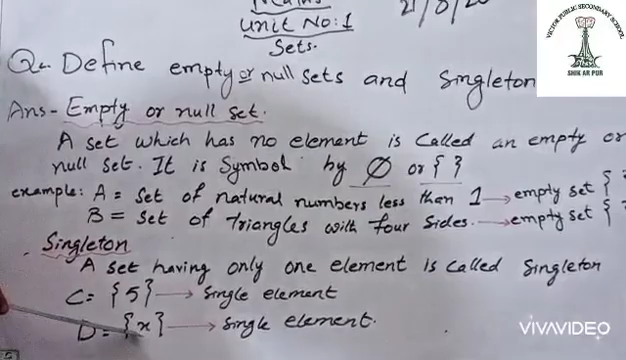 Maths
Unit No:1
Sets.
VICTOR PUBLIC SECONDARY SCHOOL
SHIKARPUR
Q. Define empty or null sets and Singleton
Ans- Empty or null set.
A set which has no element is Called an empty or
null set. It is Symbol by Ø or { }
example: A = Set of natural numbers less than 1 → empty set {
B = set of triangles with four sides. → empty set {
Singleton
A set having only one element is called Singleton
C = {5} → Single element
D = {x} → Single element.
VIVAVIDEO